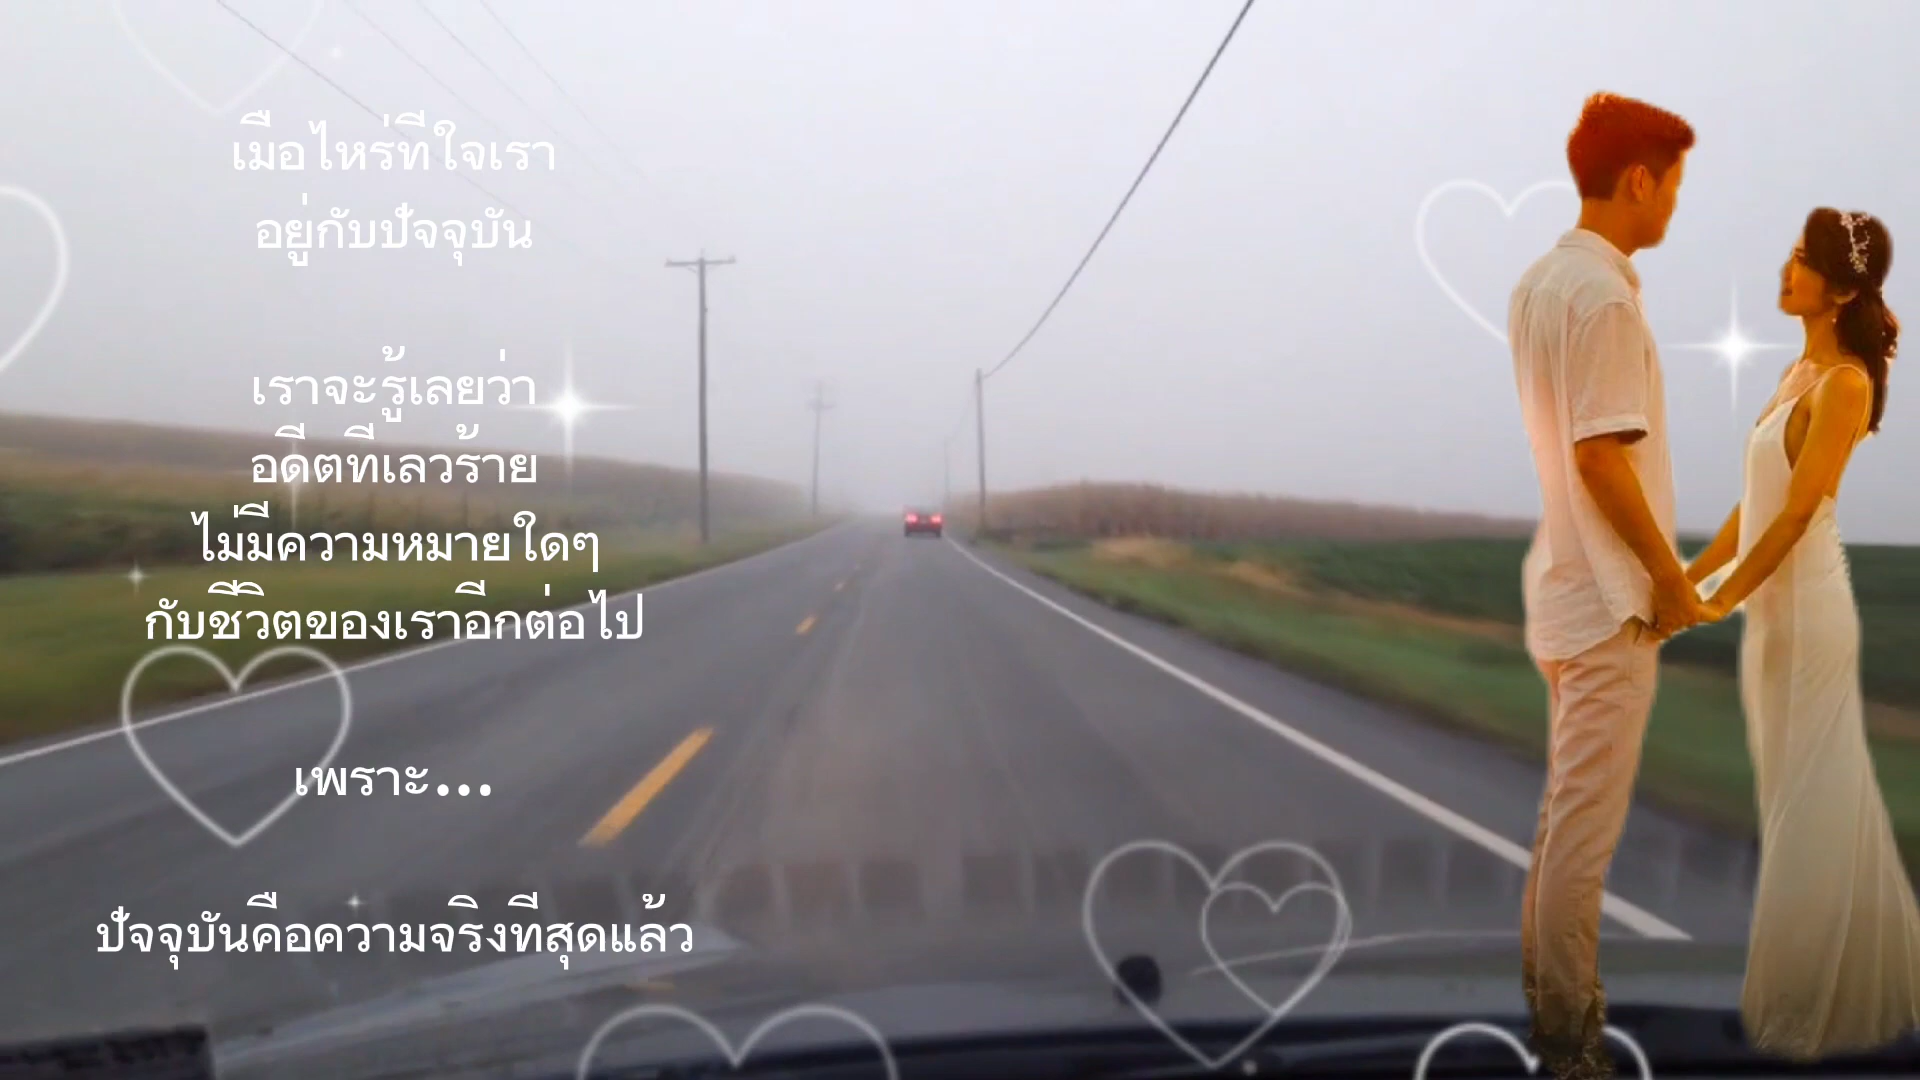 เมือไหร่ทีใจเรา
อยู่กับปัจจุบัน
เราจะรู้เลยว่า
อดีตทีเลวร้าย
ไม่มีความหมายใดๆ
กับชีวิตของเราอีกต่อไป
เพราะ...
ปัจจุบันคือความจริงทีสุดแล้ว